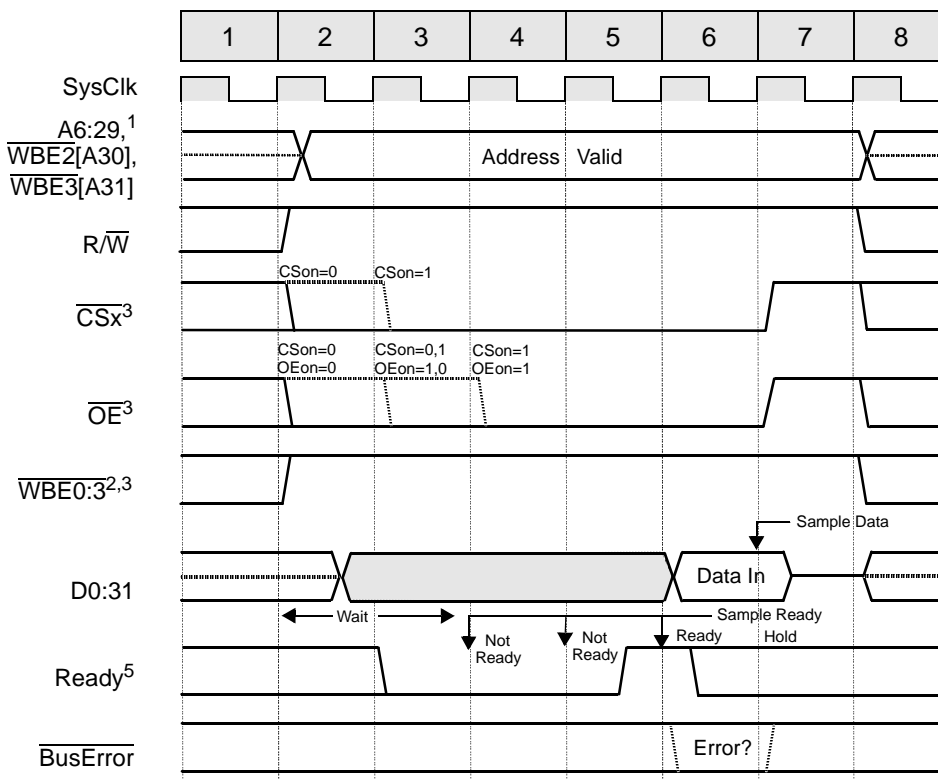 1 2 3 4 5 6 7 8
SysClk
A6:29,1
WBE2[A30],
WBE3[A31]
Address Valid
R/W
CSon=0 CSon=1
CSx3
CSon=0 CSon=0,1 CSon=1
OEon=0 OEon=1,0 OEon=1
OE3
WBE0:32,3
Sample Data
D0:31
Data In
Wait
Sample Ready
Not Ready
Not Ready
Ready
Hold
Ready5
BusError
Error?